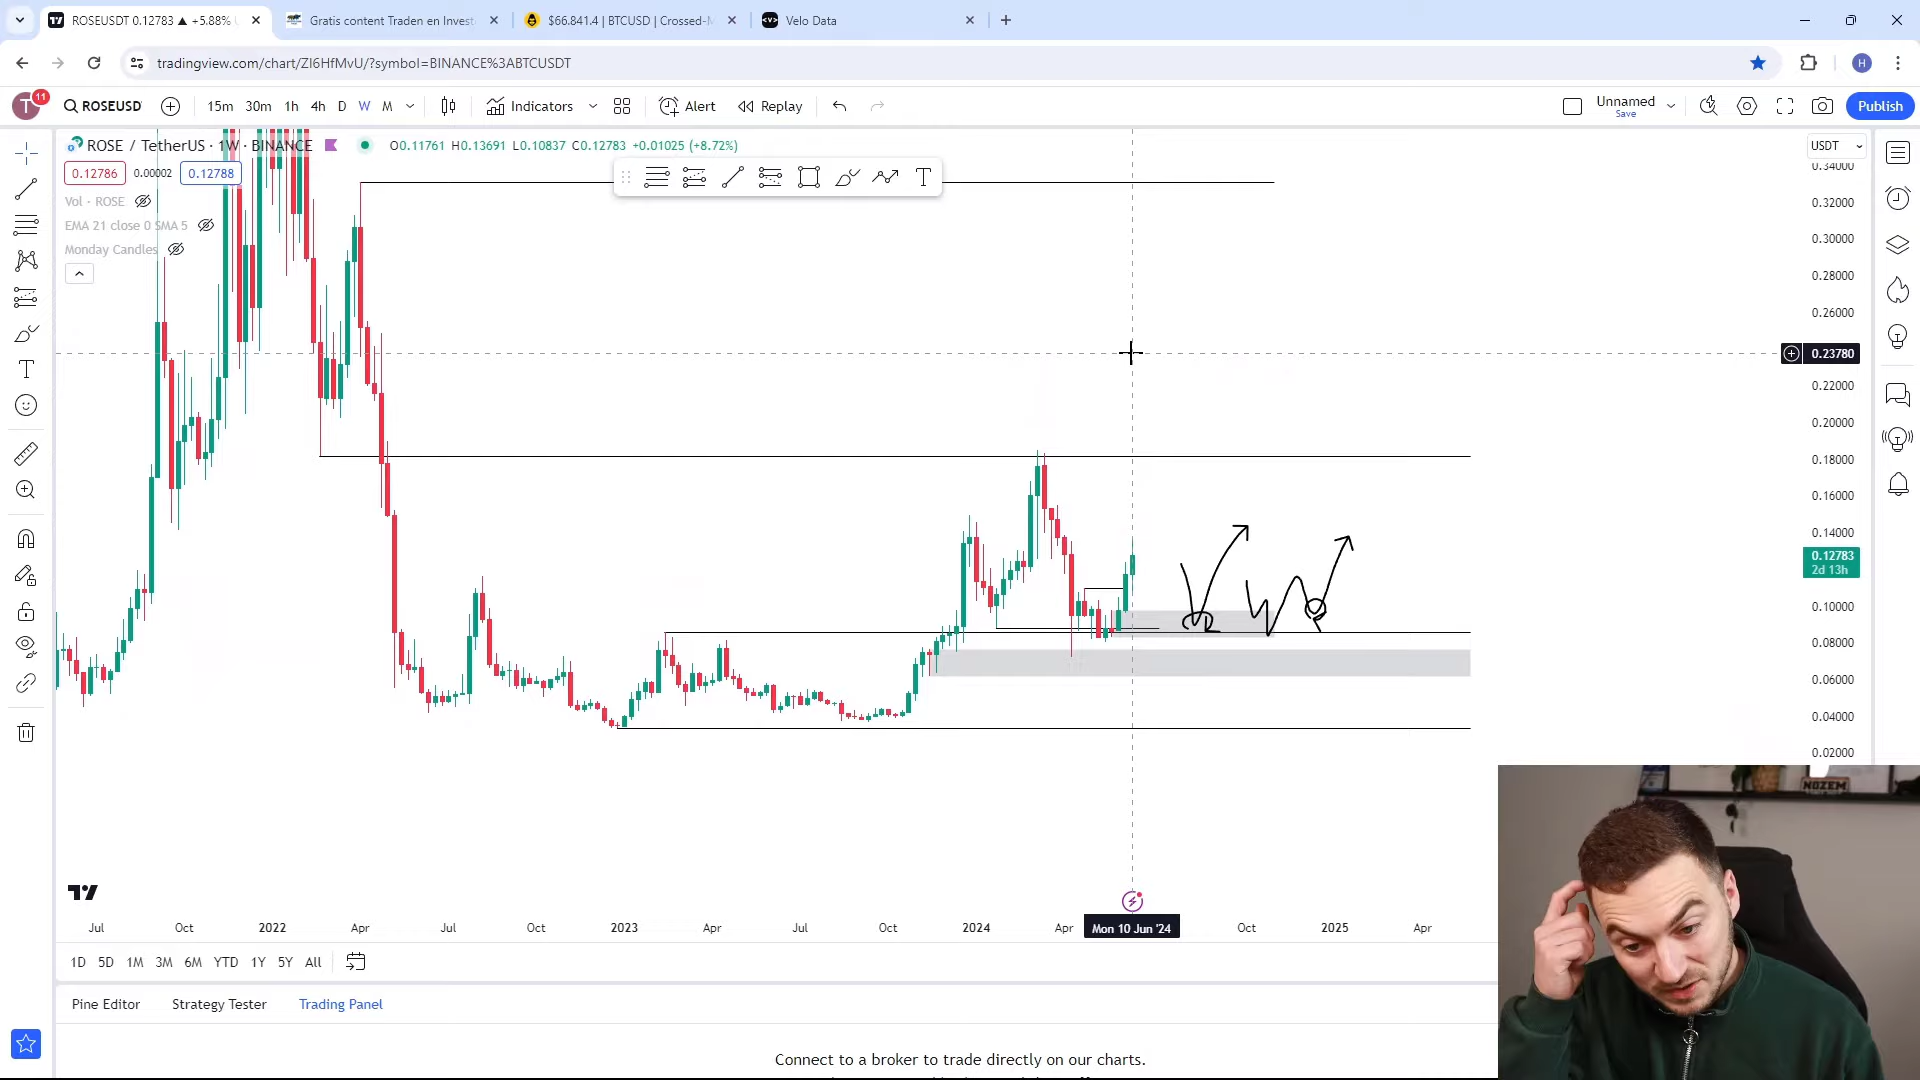 ROSEUSDT 0.12783 ▲ +5.88%
Gratis content Traden en Invest
$66.841.4 | BTCUSD | Crossed-M
Velo Data
tradingview.com/chart/ZI6HfMvU/?symbol=BINANCE%3ABTCUSDT
H
T
11
ROSEUSD
15m
30m
1h
4h
D
W
M
Indicators
Alert
Replay
Unnamed
Save
Publish
ROSE / TetherUS · 1W · BINANCE
O0.11761 H0.13691 L0.10837 C0.12783 +0.01025 (+8.72%)
USDT
0.12786
0.00002
0.12788
Vol · ROSE
EMA 21 close 0 SMA 5
Monday Candles
T
0.34000
0.32000
0.30000
0.28000
0.26000
0.23780
0.22000
0.20000
0.18000
0.16000
0.14000
0.12783
2d 13h
0.10000
0.08000
0.06000
0.04000
0.02000
NOZEM
Jul
Oct
2022
Apr
Jul
Oct
2023
Apr
Jul
Oct
2024
Apr
Mon 10 Jun '24
Oct
2025
Apr
1D
5D
1M
3M
6M
YTD
1Y
5Y
All
Pine Editor
Strategy Tester
Trading Panel
Connect to a broker to trade directly on our charts.